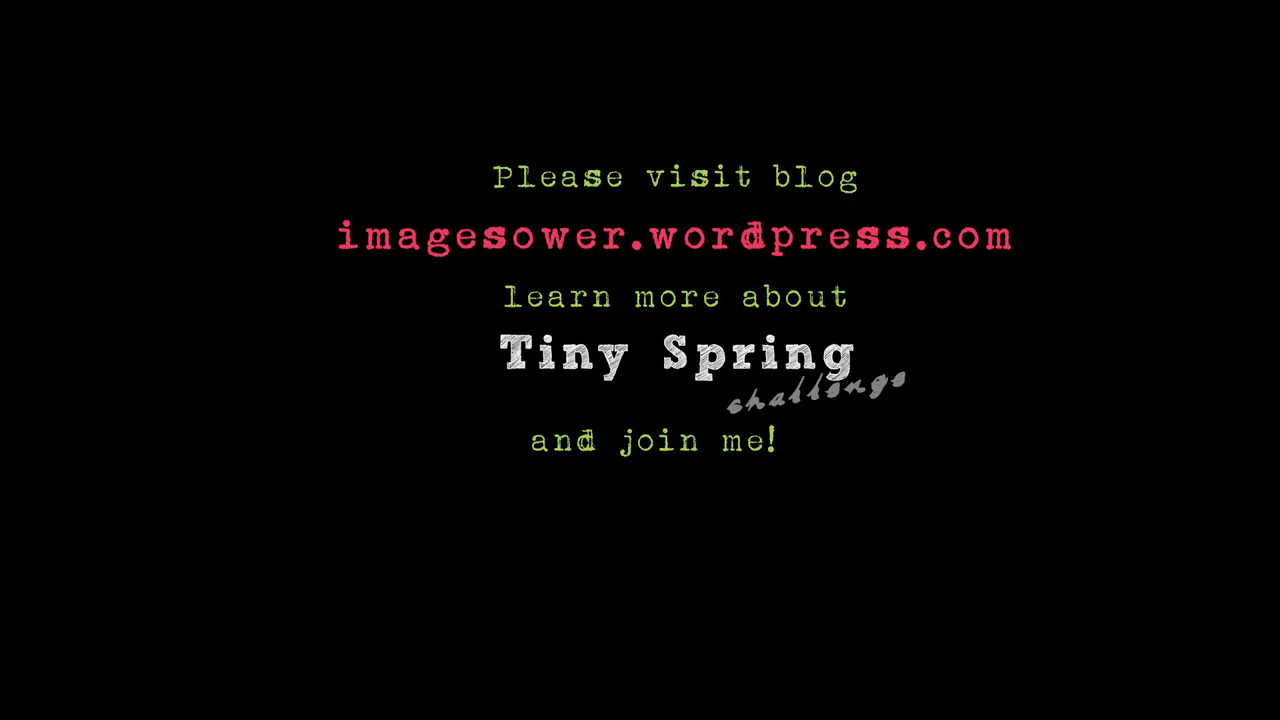 Please visit blog
imagesower.wordpress.com
learn more about
Tiny Spring
challenge
and join me!